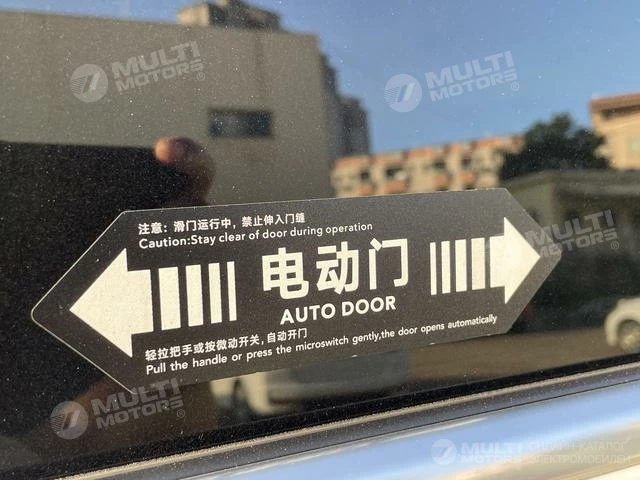 注意：滑门运行中，禁止伸入门缝
Caution:Stay clear of door during operation
电动门
AUTO DOOR
轻拉把手或按微动开关，自动开门
Pull the handle or press the microswitch gently,the door opens automatically
MULTI
MOTORS
MULTI
MOTORS
MULTI
MOTORS
MULTI
MOTORS
MULTI
MOTORS
ОБЪЕМ-КАТАЛОГ
ЭЛЕКТРОМОБИЛЕЙ